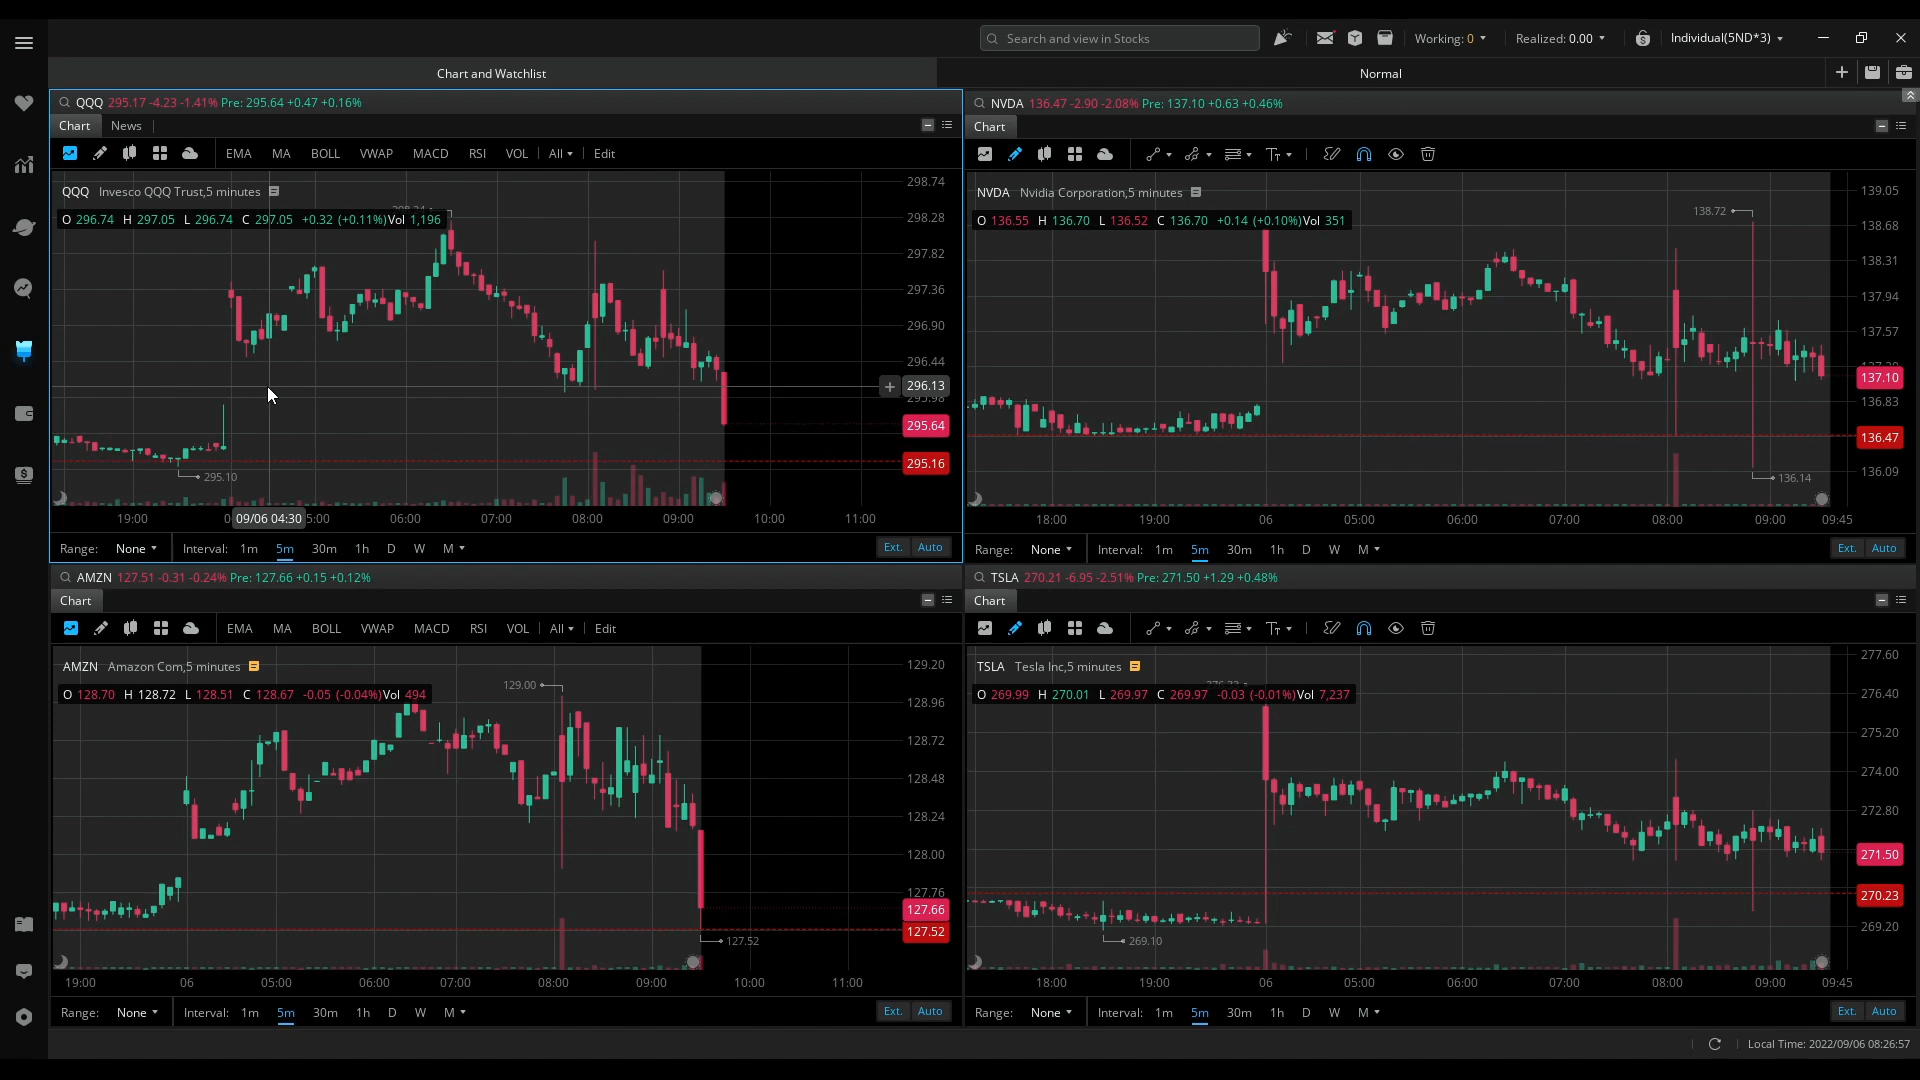 Search and view in Stocks
Working: 0
Realized: 0.00
Individual(5ND*3)
Chart and Watchlist
Normal
QQQ 295.17 -4.23 -1.41% Pre: 295.64 +0.47 +0.16%
Chart News
EMA MA BOLL VWAP MACD RSI VOL All Edit
QQQ Invesco QQQ Trust,5 minutes
O 296.74 H 297.05 L 296.74 C 297.05 +0.32 (+0.11%)Vol 1,196
298.74
298.28
297.82
297.36
296.90
296.44
296.13
295.98
295.64
295.16
295.10
19:00 09/06 04:30 5:00 06:00 07:00 08:00 09:00 10:00 11:00
Range: None Interval: 1m 5m 30m 1h D W M Ext. Auto
NVDA 136.47 -2.90 -2.08% Pre: 137.10 +0.63 +0.46%
Chart
NVDA Nvidia Corporation,5 minutes
O 136.55 H 136.70 L 136.52 C 136.70 +0.14 (+0.10%)Vol 351
138.72
139.05
138.68
138.31
137.94
137.57
137.10
136.83
136.47
136.09
136.14
18:00 19:00 06 05:00 06:00 07:00 08:00 09:00 09:45
Range: None Interval: 1m 5m 30m 1h D W M Ext. Auto
AMZN 127.51 -0.31 -0.24% Pre: 127.66 +0.15 +0.12%
Chart
EMA MA BOLL VWAP MACD RSI VOL All Edit
AMZN Amazon Com,5 minutes
O 128.70 H 128.72 L 128.51 C 128.67 -0.05 (-0.04%)Vol 494
129.00
129.20
128.96
128.72
128.48
128.24
128.00
127.76
127.66
127.52
127.52
19:00 06 05:00 06:00 07:00 08:00 09:00 10:00 11:00
Range: None Interval: 1m 5m 30m 1h D W M Ext. Auto
TSLA 270.21 -6.95 -2.51% Pre: 271.50 +1.29 +0.48%
Chart
TSLA Tesla Inc,5 minutes
O 269.99 H 270.01 L 269.97 C 269.97 -0.03 (-0.01%)Vol 7,237
277.60
276.40
275.20
274.00
272.80
271.50
270.23
269.20
269.10
18:00 19:00 06 05:00 06:00 07:00 08:00 09:00 09:45
Range: None Interval: 1m 5m 30m 1h D W M Ext. Auto
Local Time: 2022/09/06 08:26:57